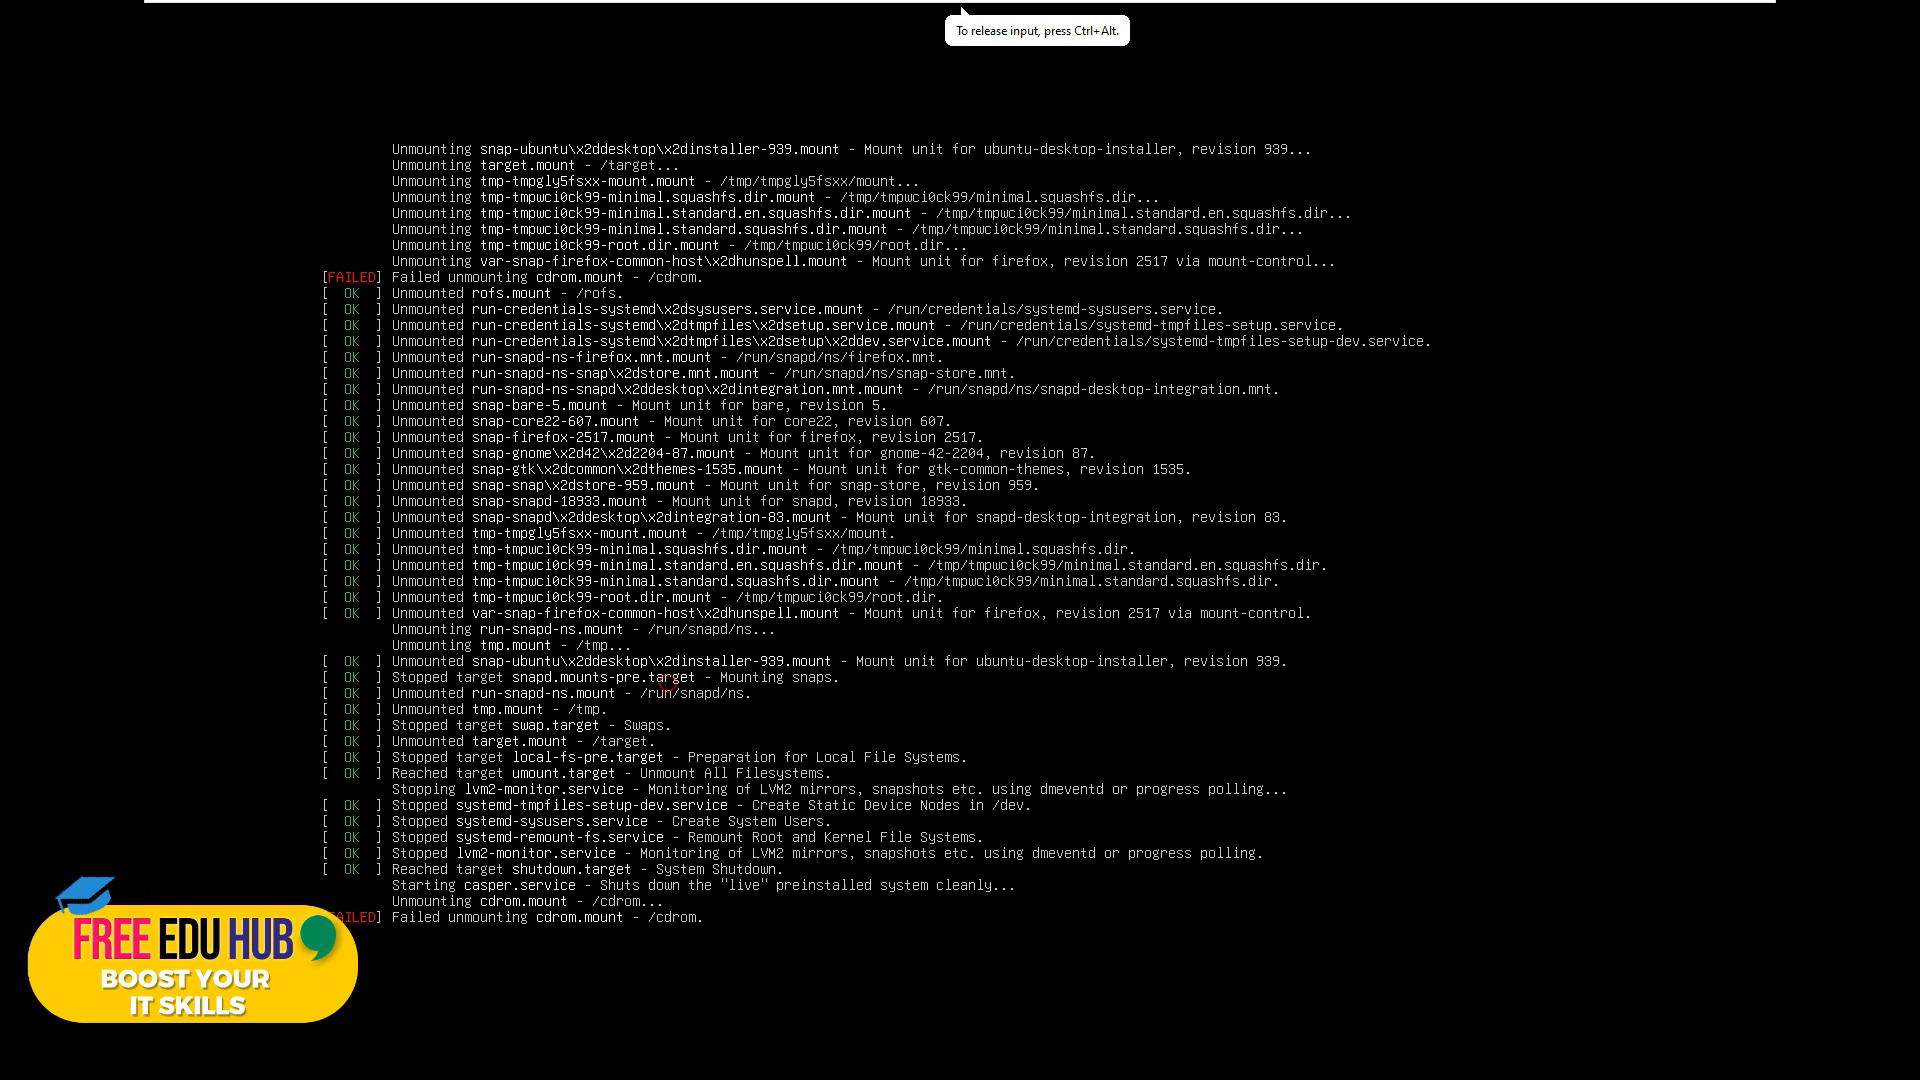 To release input, press Ctrl+Alt.
Unmounting snap-ubuntu\x2ddesktop\x2dinstaller-939.mount - Mount unit for ubuntu-desktop-installer, revision 939...
Unmounting target.mount - /target...
Unmounting tmp-tmpgly5fsxx-mount.mount - /tmp/tmpgly5fsxx/mount...
Unmounting tmp-tmpwci0ck99-minimal.squashfs.dir.mount - /tmp/tmpwci0ck99/minimal.squashfs.dir...
Unmounting tmp-tmpwci0ck99-minimal.standard.en.squashfs.dir.mount - /tmp/tmpwci0ck99/minimal.standard.en.squashfs.dir...
Unmounting tmp-tmpwci0ck99-minimal.standard.squashfs.dir.mount - /tmp/tmpwci0ck99/minimal.standard.squashfs.dir...
Unmounting tmp-tmpwci0ck99-root.dir.mount - /tmp/tmpwci0ck99/root.dir...
Unmounting var-snap-firefox-common-host\x2dhunspell.mount - Mount unit for firefox, revision 2517 via mount-control...
[FAILED] Failed unmounting cdrom.mount - /cdrom.
[  OK  ] Unmounted rofs.mount - /rofs.
[  OK  ] Unmounted run-credentials-systemd\x2dsysusers.service.mount - /run/credentials/systemd-sysusers.service.
[  OK  ] Unmounted run-credentials-systemd\x2dtmpfiles\x2dsetup.service.mount - /run/credentials/systemd-tmpfiles-setup.service.
[  OK  ] Unmounted run-credentials-systemd\x2dtmpfiles\x2dsetup\x2ddev.service.mount - /run/credentials/systemd-tmpfiles-setup-dev.service.
[  OK  ] Unmounted run-snapd-ns-firefox.mnt.mount - /run/snapd/ns/firefox.mnt.
[  OK  ] Unmounted run-snapd-ns-snap\x2dstore.mnt.mount - /run/snapd/ns/snap-store.mnt.
[  OK  ] Unmounted run-snapd-ns-snapd\x2ddesktop\x2dintegration.mnt.mount - /run/snapd/ns/snapd-desktop-integration.mnt.
[  OK  ] Unmounted snap-bare-5.mount - Mount unit for bare, revision 5.
[  OK  ] Unmounted snap-core22-607.mount - Mount unit for core22, revision 607.
[  OK  ] Unmounted snap-firefox-2517.mount - Mount unit for firefox, revision 2517.
[  OK  ] Unmounted snap-gnome\x2d42\x2d2204-87.mount - Mount unit for gnome-42-2204, revision 87.
[  OK  ] Unmounted snap-gtk\x2dcommon\x2dthemes-1535.mount - Mount unit for gtk-common-themes, revision 1535.
[  OK  ] Unmounted snap-snap\x2dstore-959.mount - Mount unit for snap-store, revision 959.
[  OK  ] Unmounted snap-snapd-18933.mount - Mount unit for snapd, revision 18933.
[  OK  ] Unmounted snap-snapd\x2ddesktop\x2dintegration-83.mount - Mount unit for snapd-desktop-integration, revision 83.
[  OK  ] Unmounted tmp-tmpgly5fsxx-mount.mount - /tmp/tmpgly5fsxx/mount.
[  OK  ] Unmounted tmp-tmpwci0ck99-minimal.squashfs.dir.mount - /tmp/tmpwci0ck99/minimal.squashfs.dir.
[  OK  ] Unmounted tmp-tmpwci0ck99-minimal.standard.en.squashfs.dir.mount - /tmp/tmpwci0ck99/minimal.standard.en.squashfs.dir.
[  OK  ] Unmounted tmp-tmpwci0ck99-minimal.standard.squashfs.dir.mount - /tmp/tmpwci0ck99/minimal.standard.squashfs.dir.
[  OK  ] Unmounted tmp-tmpwci0ck99-root.dir.mount - /tmp/tmpwci0ck99/root.dir.
[  OK  ] Unmounted var-snap-firefox-common-host\x2dhunspell.mount - Mount unit for firefox, revision 2517 via mount-control.
Unmounting run-snapd-ns.mount - /run/snapd/ns...
Unmounting tmp.mount - /tmp...
[  OK  ] Unmounted snap-ubuntu\x2ddesktop\x2dinstaller-939.mount - Mount unit for ubuntu-desktop-installer, revision 939.
[  OK  ] Stopped target snapd.mounts-pre.target - Mounting snaps.
[  OK  ] Unmounted run-snapd-ns.mount - /run/snapd/ns.
[  OK  ] Unmounted tmp.mount - /tmp.
[  OK  ] Stopped target swap.target - Swaps.
[  OK  ] Unmounted target.mount - /target.
[  OK  ] Stopped target local-fs-pre.target - Preparation for Local File Systems.
[  OK  ] Reached target umount.target - Unmount All Filesystems.
Stopping lvm2-monitor.service - Monitoring of LVM2 mirrors, snapshots etc. using dmeventd or progress polling...
[  OK  ] Stopped systemd-tmpfiles-setup-dev.service - Create Static Device Nodes in /dev.
[  OK  ] Stopped systemd-sysusers.service - Create System Users.
[  OK  ] Stopped systemd-remount-fs.service - Remount Root and Kernel File Systems.
[  OK  ] Stopped lvm2-monitor.service - Monitoring of LVM2 mirrors, snapshots etc. using dmeventd or progress polling.
[  OK  ] Reached target shutdown.target - System Shutdown.
Starting casper.service - Shuts down the "live" preinstalled system cleanly...
Unmounting cdrom.mount - /cdrom...
AILED] Failed unmounting cdrom.mount - /cdrom.
FREE EDU HUB
BOOST YOUR
IT SKILLS